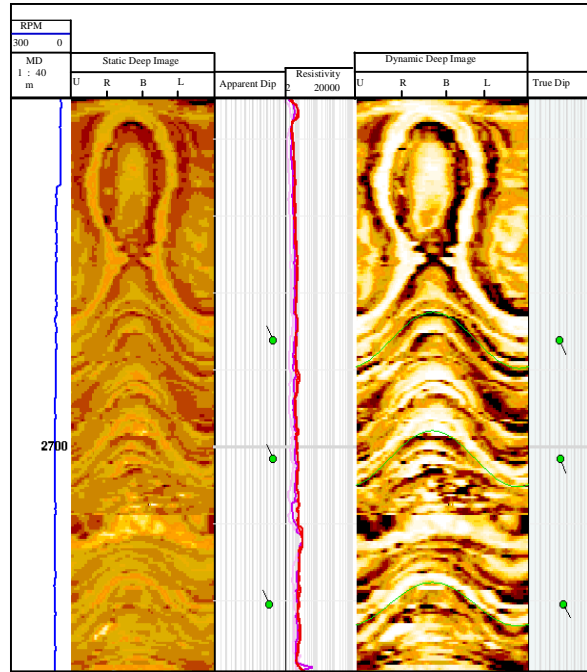 RPM
300 0
MD
1 : 40
m
Static Deep Image
U R B L
Apparent Dip
Resistivity
2 20000
Dynamic Deep Image
U R B L
True Dip
2700